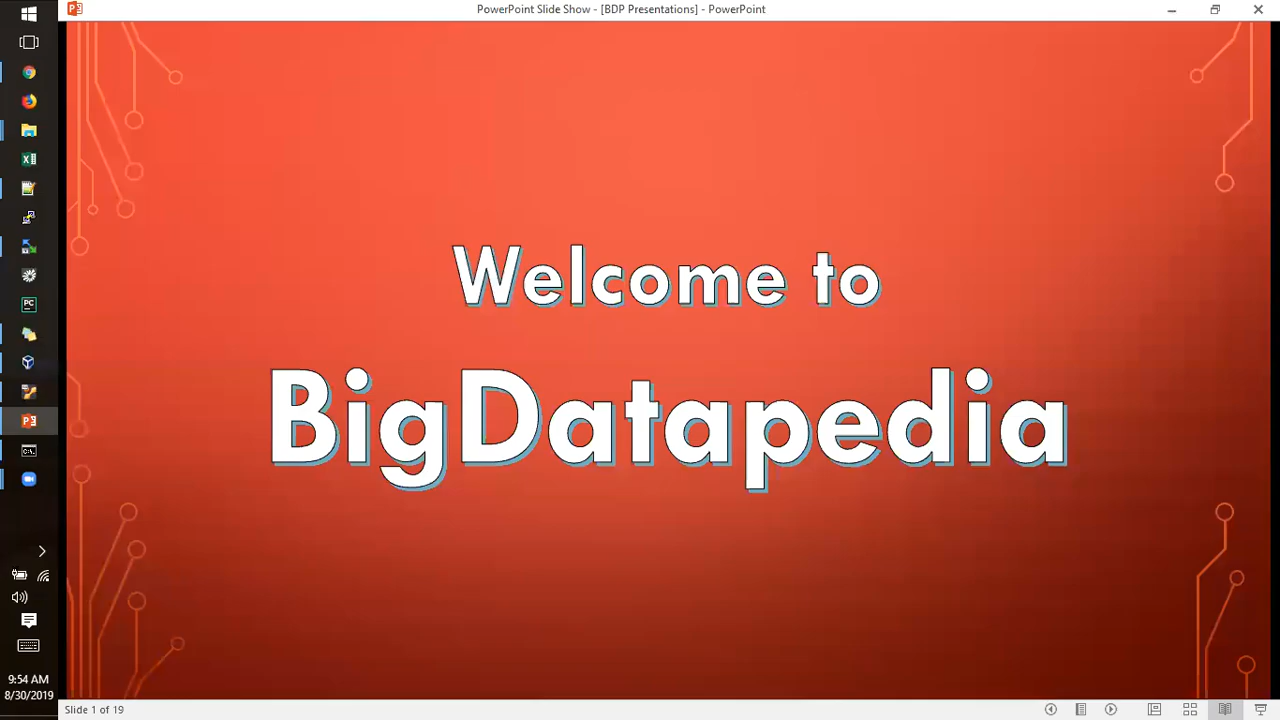 PowerPoint Slide Show - [BDP Presentations] - PowerPoint
Welcome to
BigDatapedia
PC
9:54 AM
8/30/2019
Slide 1 of 19